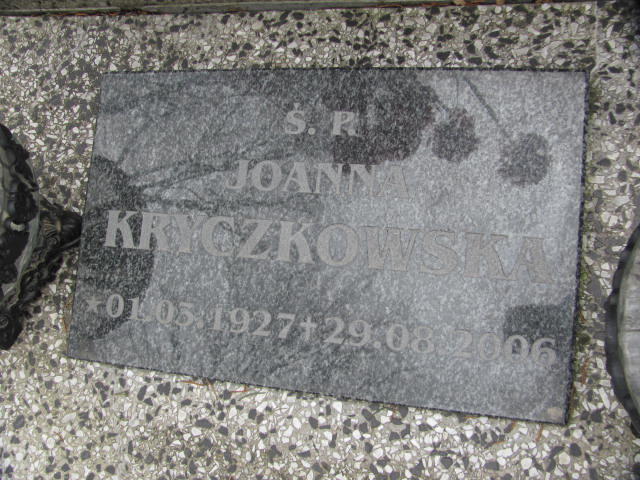 Ś. P.
JOANNA
KRYCZKOWSKA
* 01.05.1927 + 29.08.2006